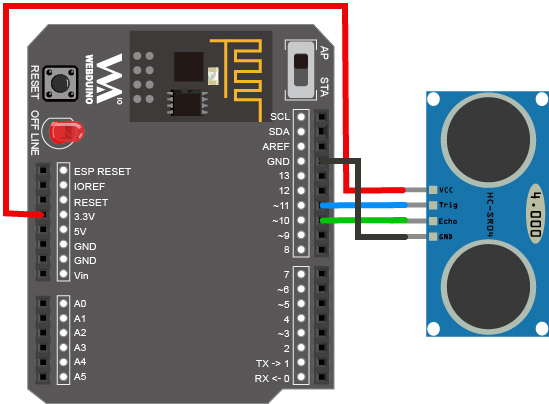 RESET
WEBDUINO
IO
AP
STA
OFF LINE
SCL
SDA
AREF
GND
13
12
~11
~10
~9
8
ESP RESET
IOREF
RESET
3.3V
5V
GND
GND
Vin
7
~6
~5
4
~3
2
TX -> 1
RX <- 0
A0
A1
A2
A3
A4
A5
VCC
Trig
Echo
GND
HC-SR04
4.000